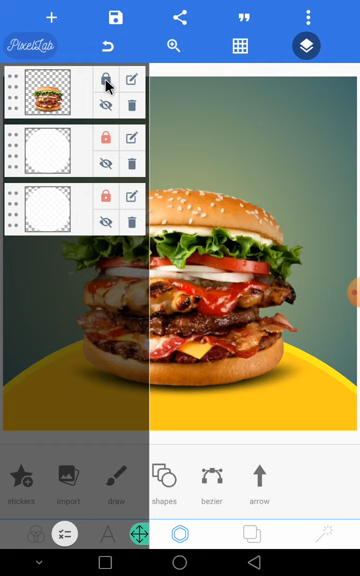 PixelLab
stickers
import
draw
shapes
bezier
arrow